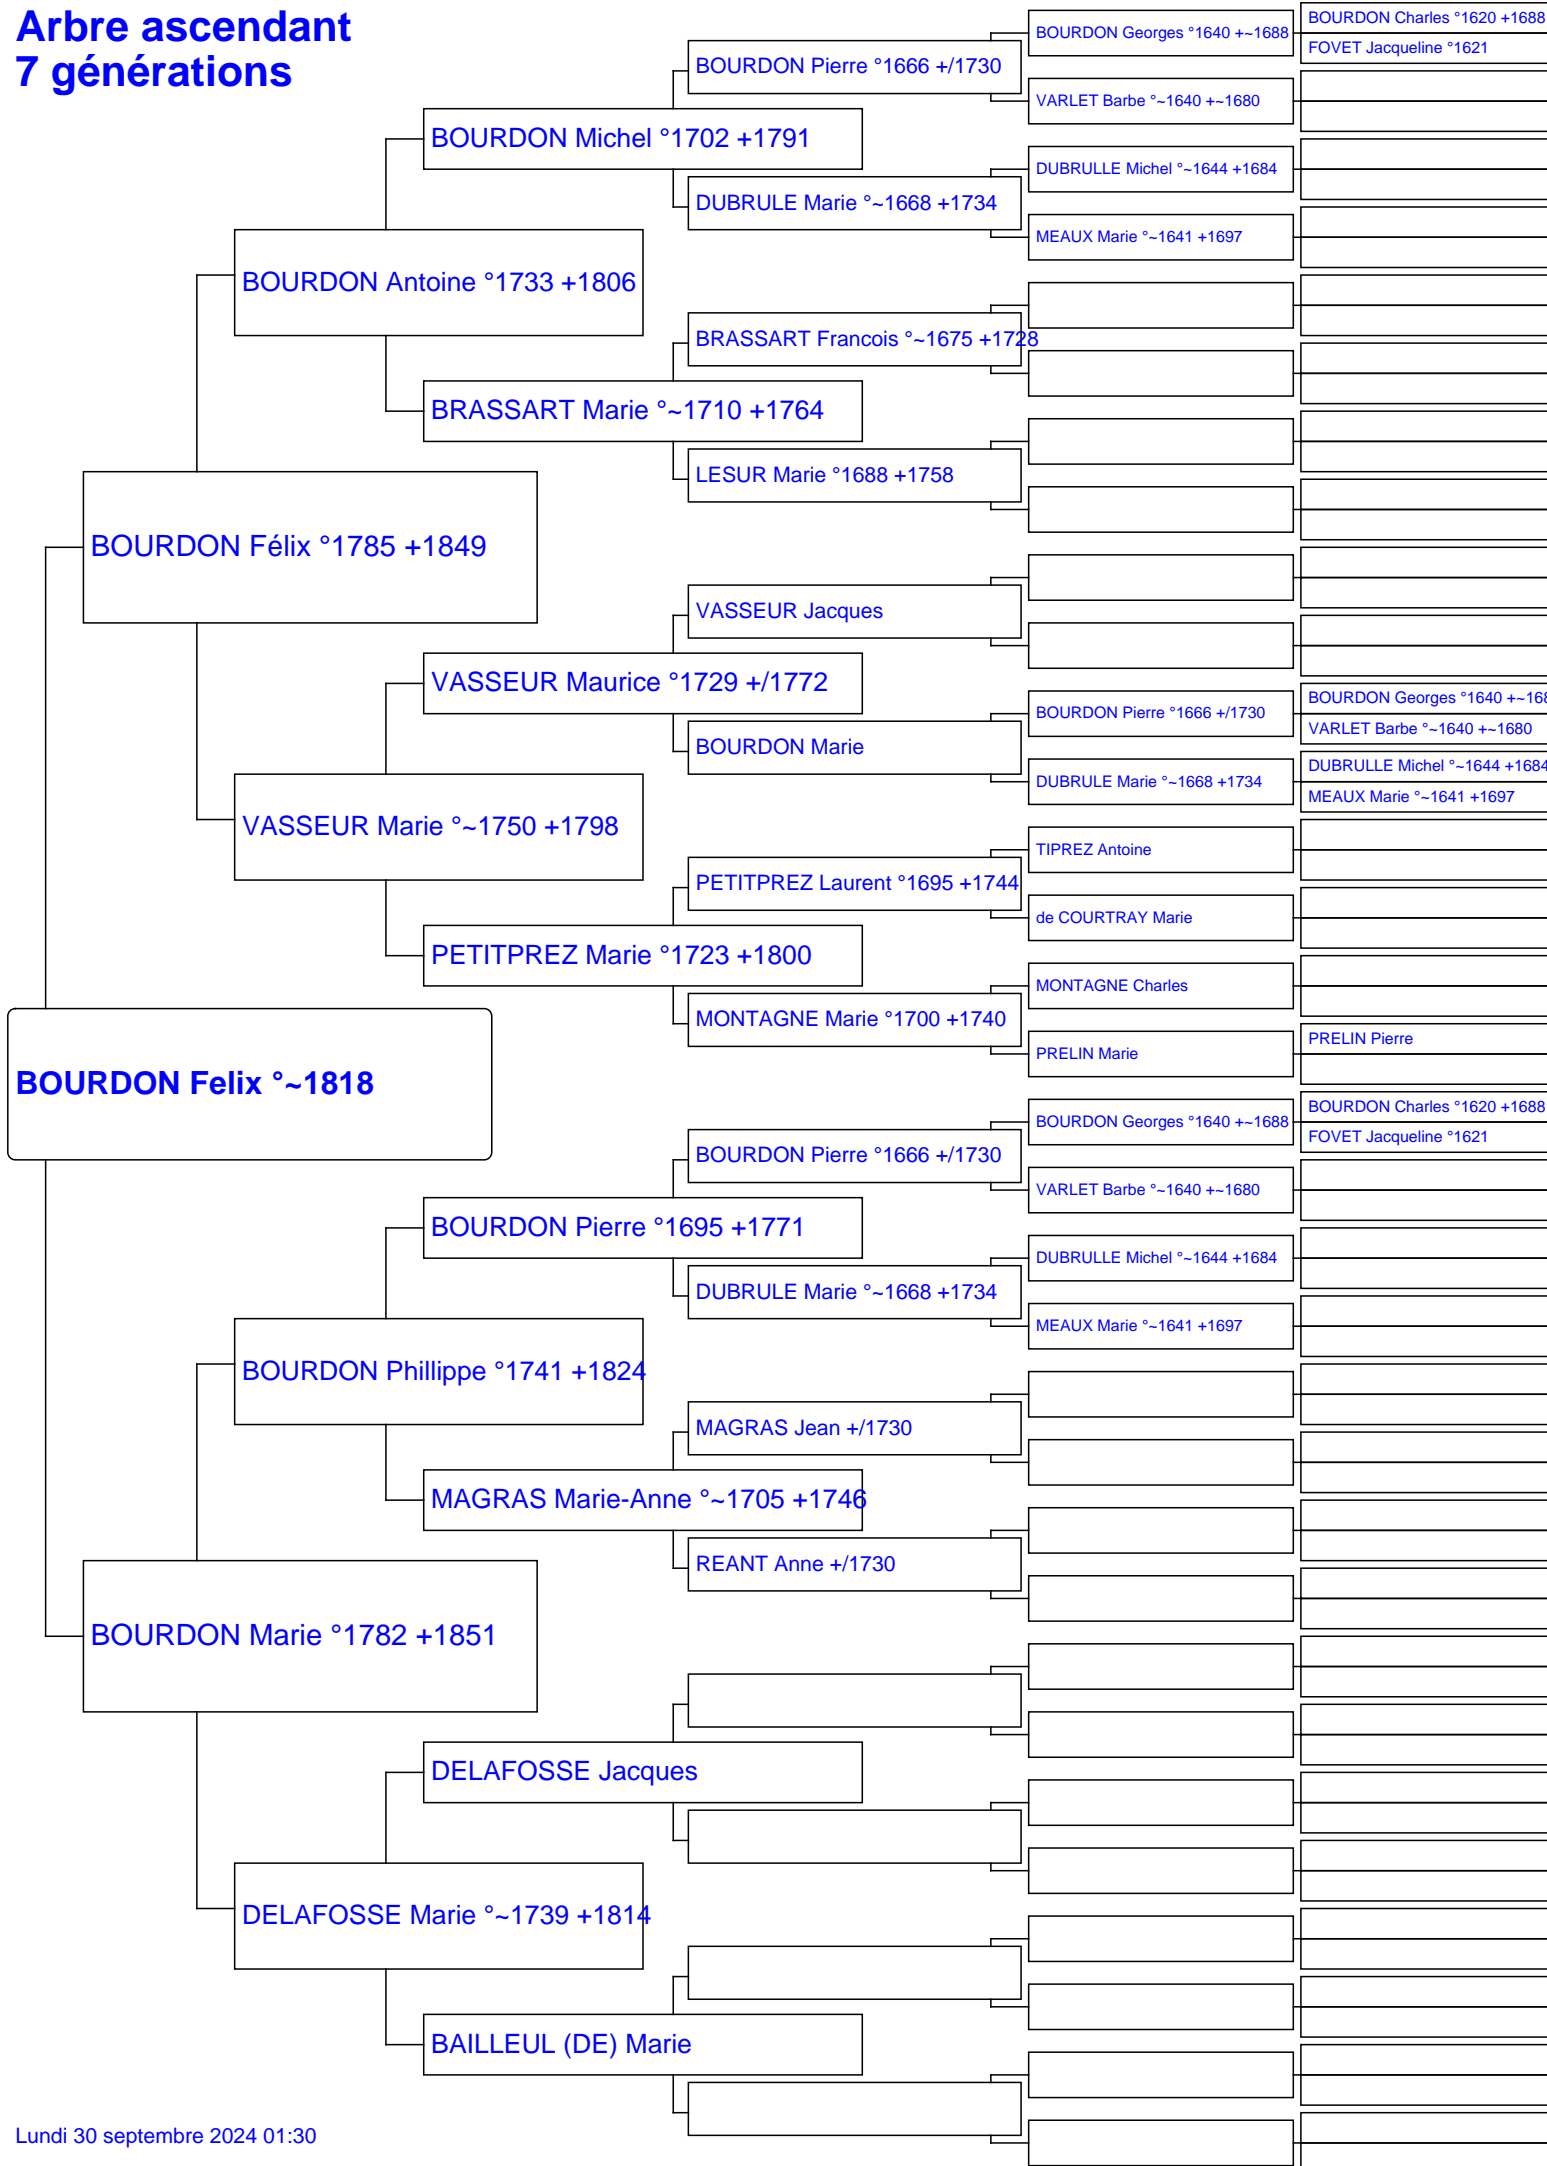 Arbre ascendant
7 générations
BOURDON Felix °~1818
BOURDON Félix °1785 +1849
BOURDON Marie °1782 +1851
BOURDON Antoine °1733 +1806
VASSEUR Marie °~1750 +1798
BOURDON Phillippe °1741 +1824
DELAFOSSE Marie °~1739 +1814
BOURDON Michel °1702 +1791
BRASSART Marie °~1710 +1764
VASSEUR Maurice °1729 +/1772
PETITPREZ Marie °1723 +1800
BOURDON Pierre °1695 +1771
MAGRAS Marie-Anne °~1705 +1746
DELAFOSSE Jacques
BAILLEUL (DE) Marie
BOURDON Pierre °1666 +/1730
DUBRULE Marie °~1668 +1734
BRASSART Francois °~1675 +1728
LESUR Marie °1688 +1758
VASSEUR Jacques
BOURDON Marie
PETITPREZ Laurent °1695 +1744
MONTAGNE Marie °1700 +1740
BOURDON Pierre °1666 +/1730
DUBRULE Marie °~1668 +1734
MAGRAS Jean +/1730
REANT Anne +/1730
BOURDON Georges °1640 +~1688
VARLET Barbe °~1640 +~1680
DUBRULLE Michel °~1644 +1684
MEAUX Marie °~1641 +1697
BOURDON Pierre °1666 +/1730
DUBRULE Marie °~1668 +1734
TIPREZ Antoine
de COURTRAY Marie
MONTAGNE Charles
PRELIN Marie
BOURDON Georges °1640 +~1688
VARLET Barbe °~1640 +~1680
DUBRULLE Michel °~1644 +1684
MEAUX Marie °~1641 +1697
BOURDON Charles °1620 +1688
FOVET Jacqueline °1621
BOURDON Georges °1640 +~168
VARLET Barbe °~1640 +~1680
DUBRULLE Michel °~1644 +1684
MEAUX Marie °~1641 +1697
PRELIN Pierre
BOURDON Charles °1620 +1688
FOVET Jacqueline °1621
Lundi 30 septembre 2024 01:30